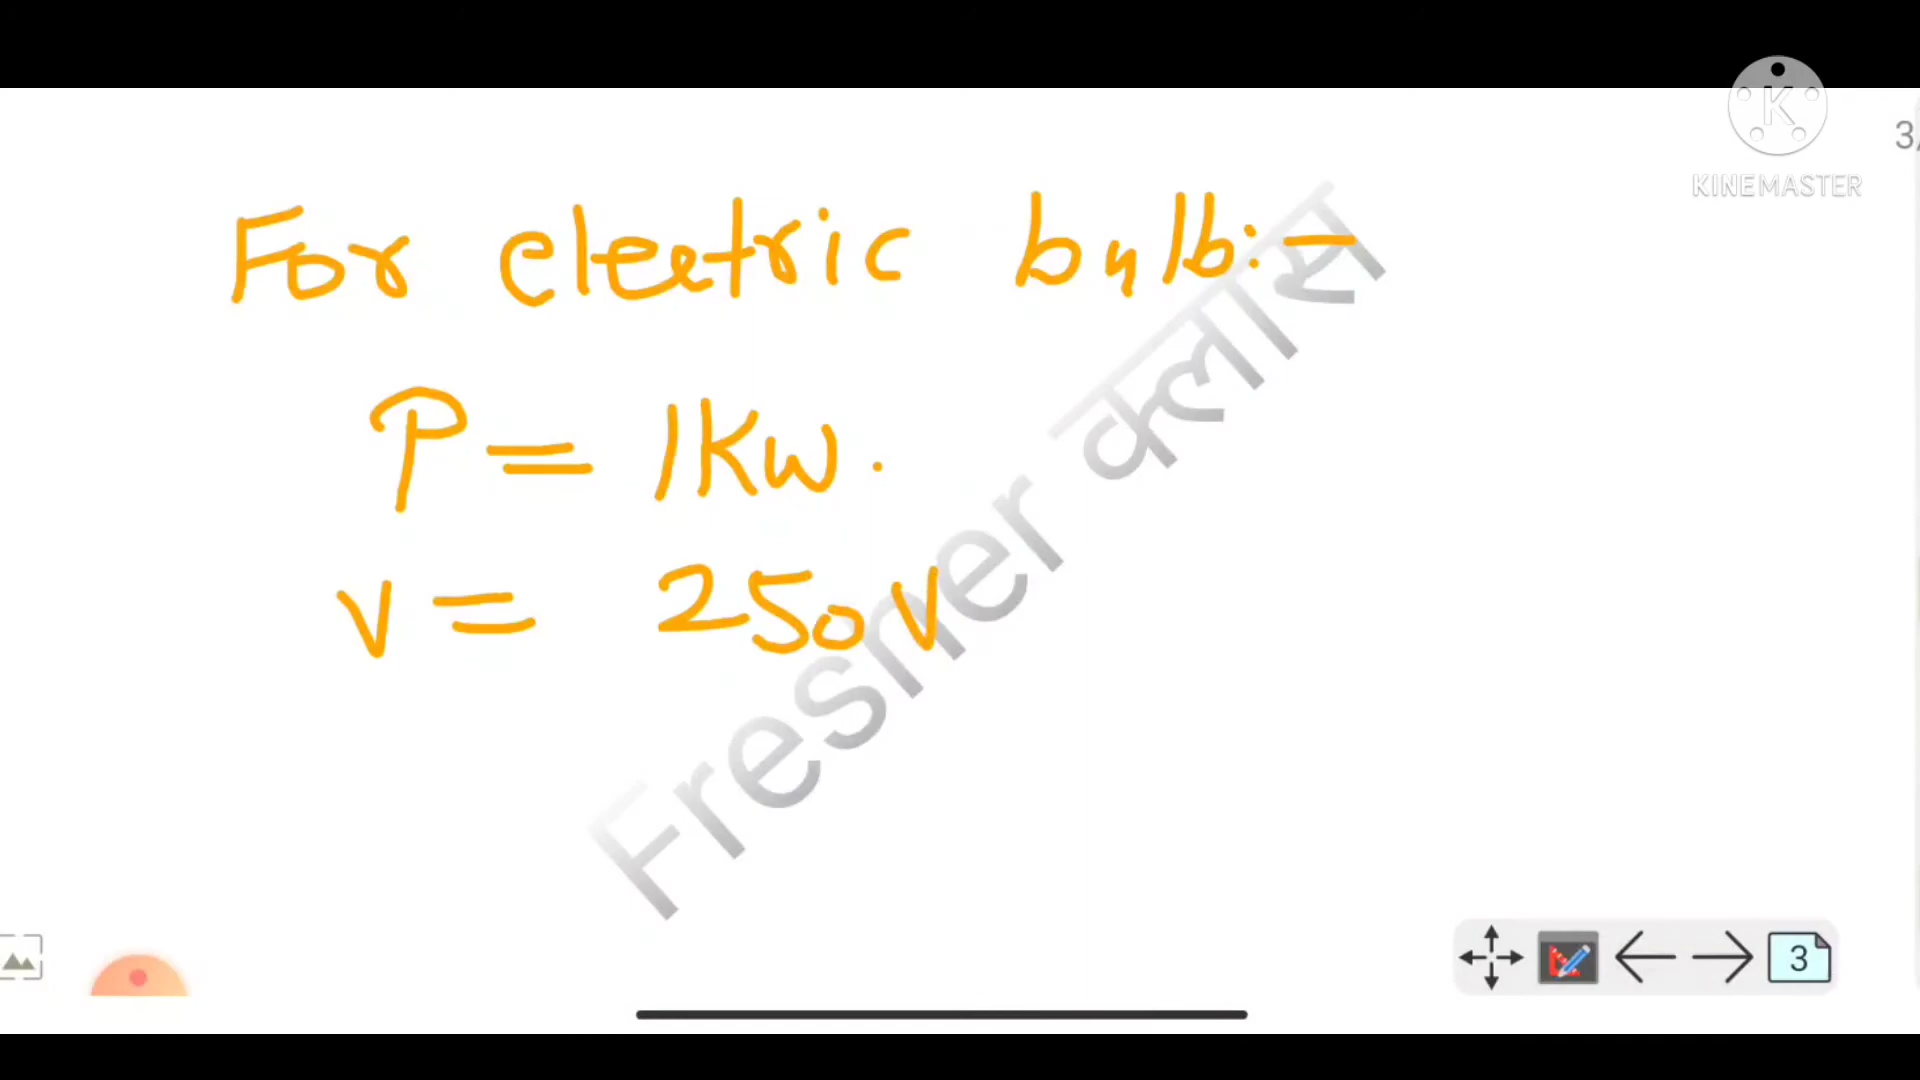 KINEMASTER
3/
For electric bulb:-
P = 1KW.
V = 250V
Fresher क्लास
3